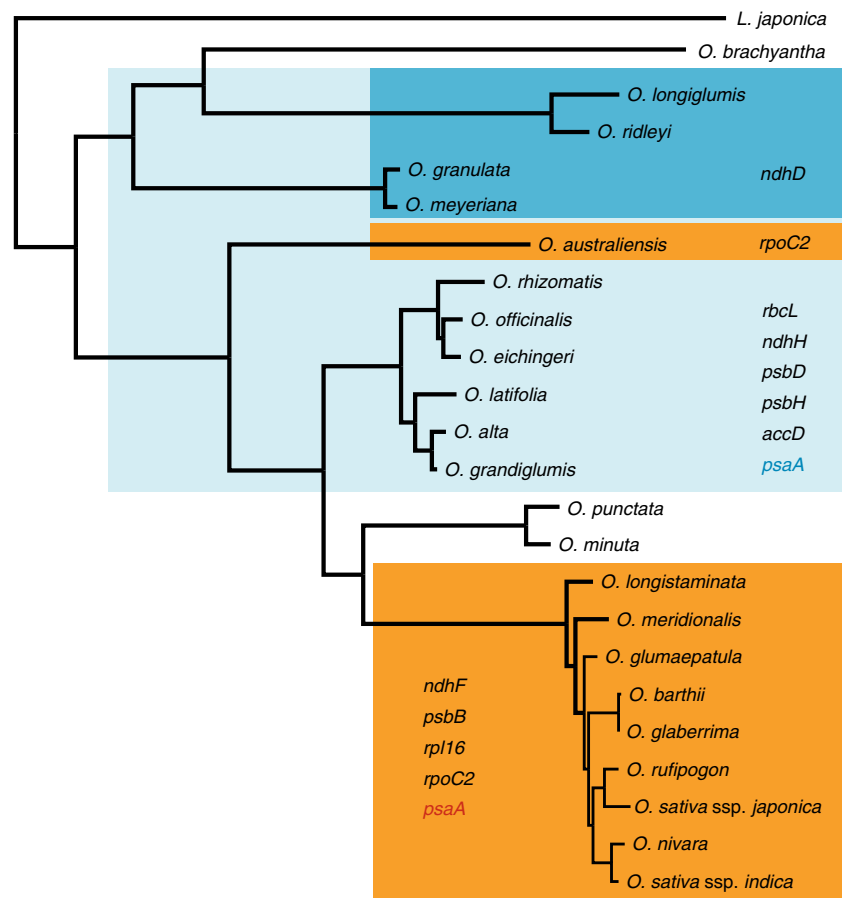 L. japonica
O. brachyantha
O. longiglumis
O. ridleyi
O. granulata
ndhD
O. meyeriana
O. australiensis
rpoC2
O. rhizomatis
rbcL
O. officinalis
ndhH
O. eichingeri
psbD
O. latifolia
psbH
O. alta
accD
O. grandiglumis
psaA
O. punctata
O. minuta
O. longistaminata
O. meridionalis
O. glumaepatula
ndhF
O. barthii
psbB
O. glaberrima
rpl16
O. rufipogon
rpoC2
O. sativa ssp. japonica
psaA
O. nivara
O. sativa ssp. indica